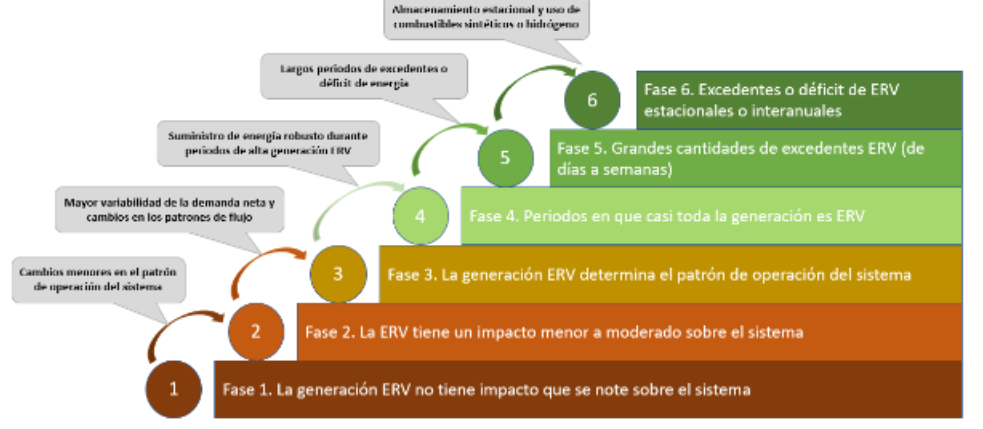 Almacenamiento estacional y uso de
combustibles sintéticos o hidrógeno
Largos periodos de excedentes o
déficit de energía
Suministro de energía robusto durante
periodos de alta generación ERV
Mayor variabilidad de la demanda neta y
cambios en los patrones de flujo
Cambios menores en el patrón
de operación del sistema
6
Fase 6. Excedentes o déficit de ERV
estacionales o interanuales
5
Fase 5. Grandes cantidades de excedentes ERV (de
días a semanas)
4
Fase 4. Periodos en que casi toda la generación es ERV
3
Fase 3. La generación ERV determina el patrón de operación del sistema
2
Fase 2. La ERV tiene un impacto menor a moderado sobre el sistema
1
Fase 1. La generación ERV no tiene impacto que se note sobre el sistema